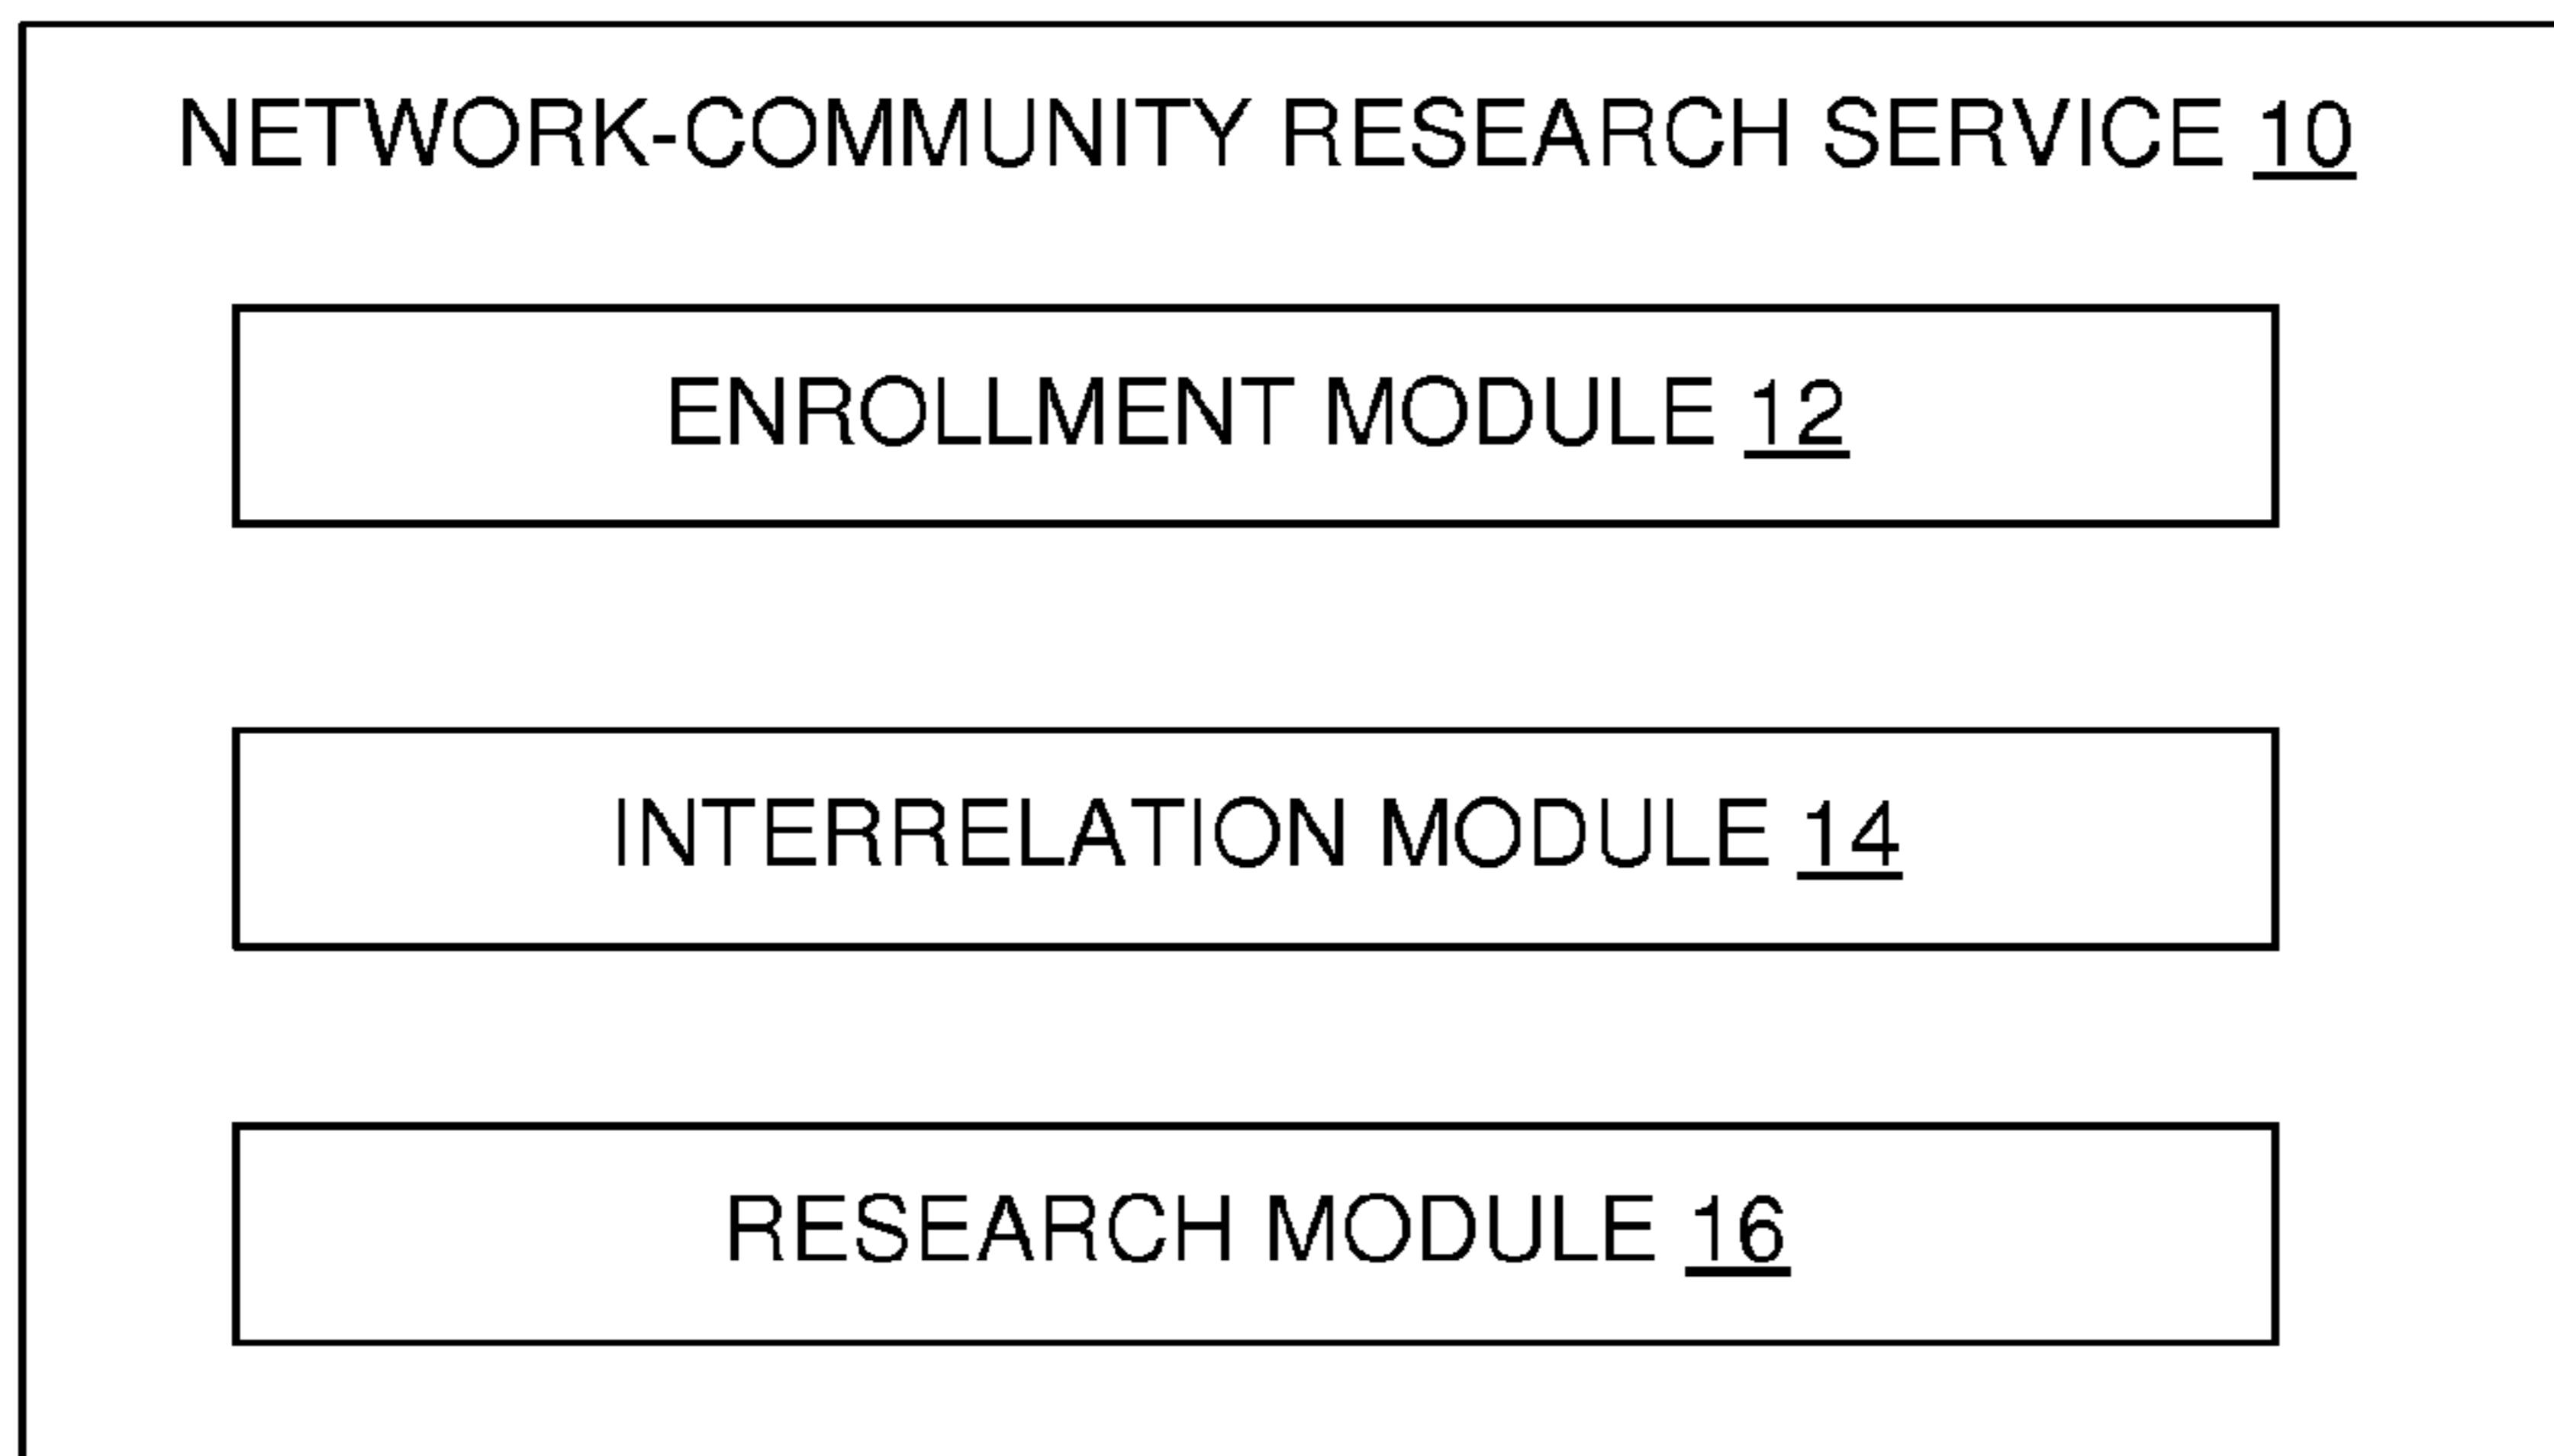 NETWORK-COMMUNITY RESEARCH SERVICE 10
ENROLLMENT MODULE 12
INTERRELATION MODULE 14
RESEARCH MODULE 16